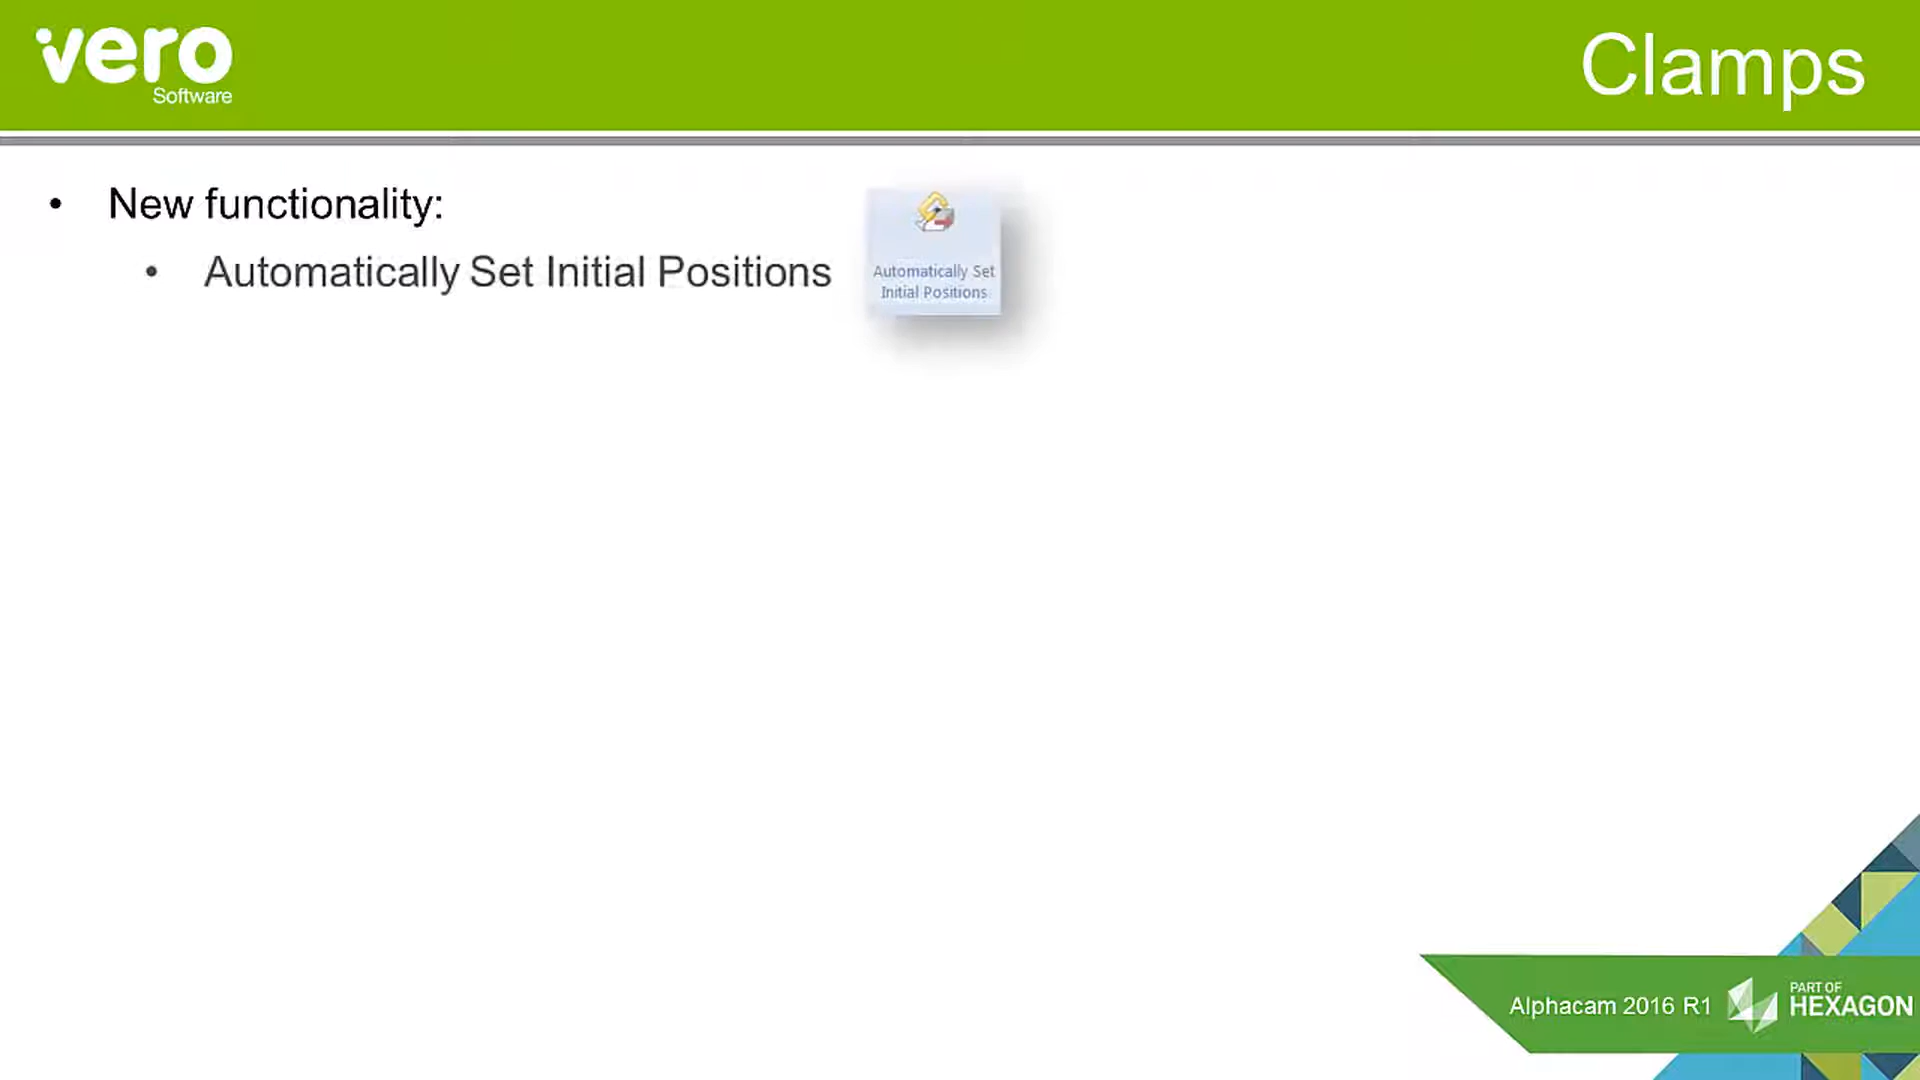 vero
Software
Clamps
• New functionality:
• Automatically Set Initial Positions
Automatically Set
Initial Positions
Alphacam 2016 R1
PART OF
HEXAGON